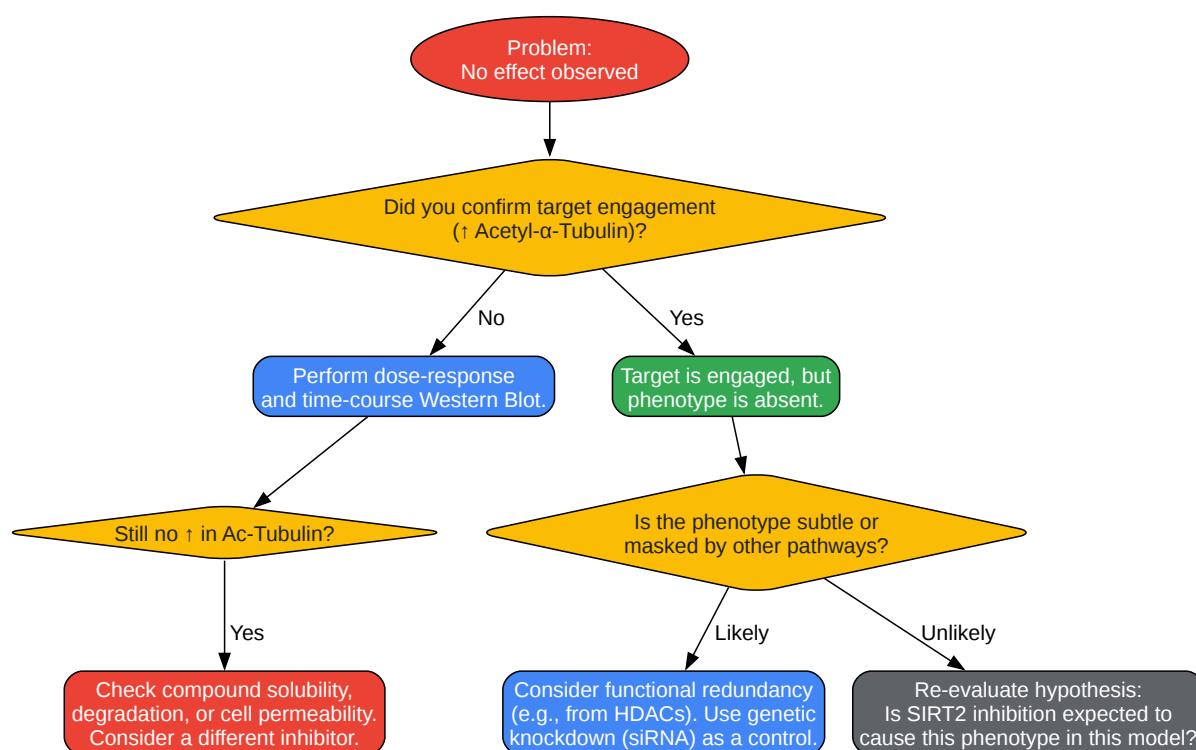 Problem:
No effect observed
Did you confirm target engagement
(↑ Acetyl-α-Tubulin)?
No
Yes
Perform dose-response
and time-course Western Blot.
Target is engaged, but
phenotype is absent.
Still no ↑ in Ac-Tubulin?
Is the phenotype subtle or
masked by other pathways?
Yes
Likely
Unlikely
Check compound solubility,
degradation, or cell permeability.
Consider a different inhibitor.
Consider functional redundancy
(e.g., from HDACs). Use genetic
knockdown (siRNA) as a control.
Re-evaluate hypothesis:
Is SIRT2 inhibition expected to
cause this phenotype in this model?